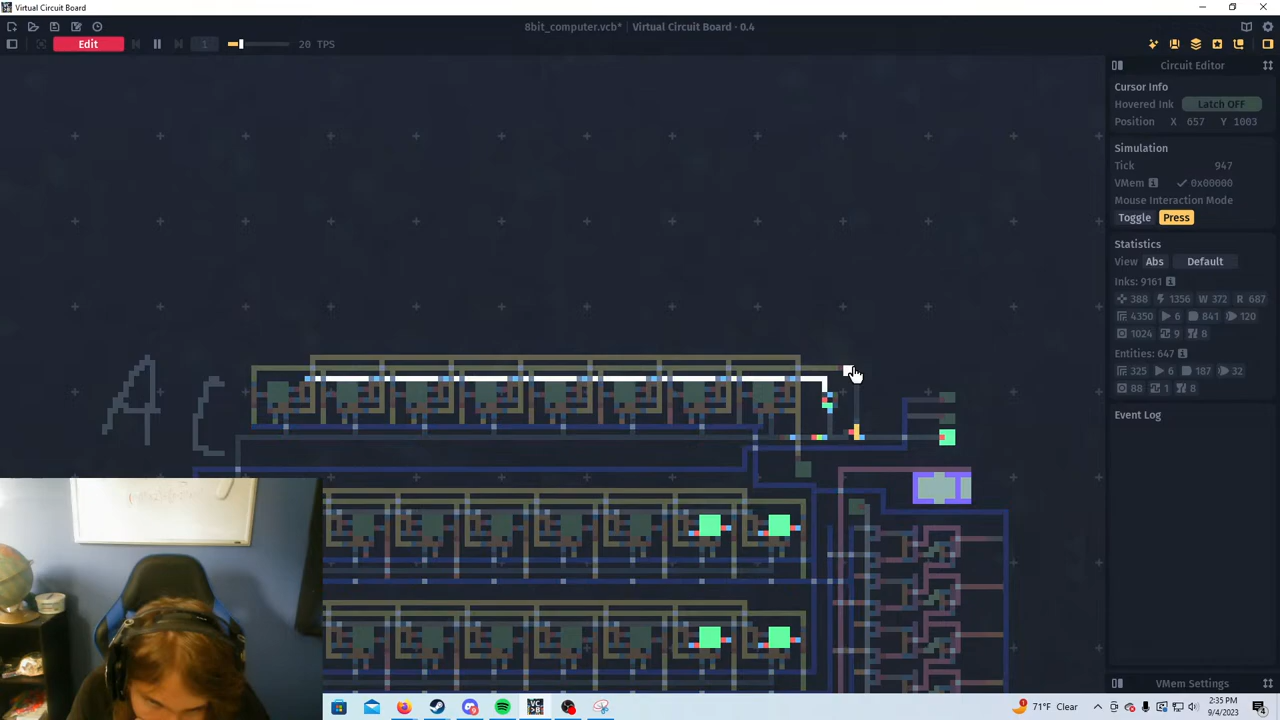 Virtual Circuit Board
8bit_computer.vcb* | Virtual Circuit Board - 0.4
Edit
1
20 TPS
Circuit Editor
Cursor Info
Hovered Ink Latch OFF
Position X 657 Y 1003
Simulation
Tick 947
VMem 0x00000
Mouse Interaction Mode
Toggle Press
Statistics
View Abs Default
Inks: 9161
388 1356 W 372 R 687
4350 6 841 120
1024 9 8
Entities: 647
325 6 187 32
88 1 8
Event Log
AC
VMem Settings
71°F Clear
2:35 PM
9/4/2023